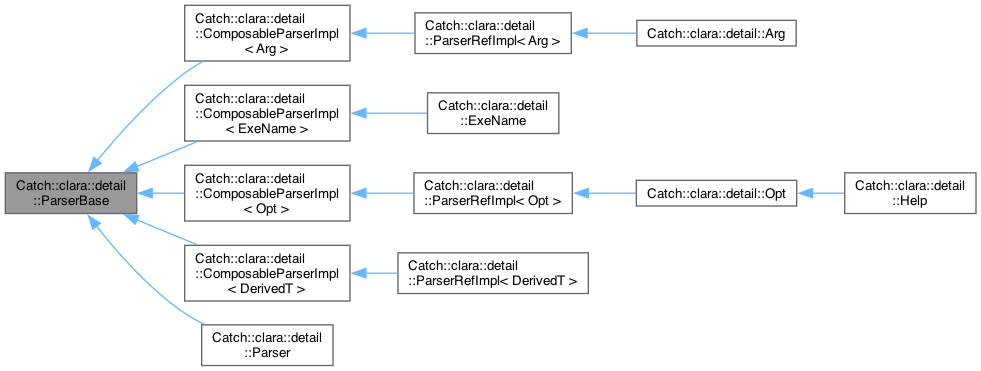 Catch::clara::detail
::ParserBase
Catch::clara::detail
::ComposableParserImpl
< Arg >
Catch::clara::detail
::ParserRefImpl< Arg >
Catch::clara::detail::Arg
Catch::clara::detail
::ComposableParserImpl
< ExeName >
Catch::clara::detail
::ExeName
Catch::clara::detail
::ComposableParserImpl
< Opt >
Catch::clara::detail
::ParserRefImpl< Opt >
Catch::clara::detail::Opt
Catch::clara::detail
::Help
Catch::clara::detail
::ComposableParserImpl
< DerivedT >
Catch::clara::detail
::ParserRefImpl< DerivedT >
Catch::clara::detail
::Parser